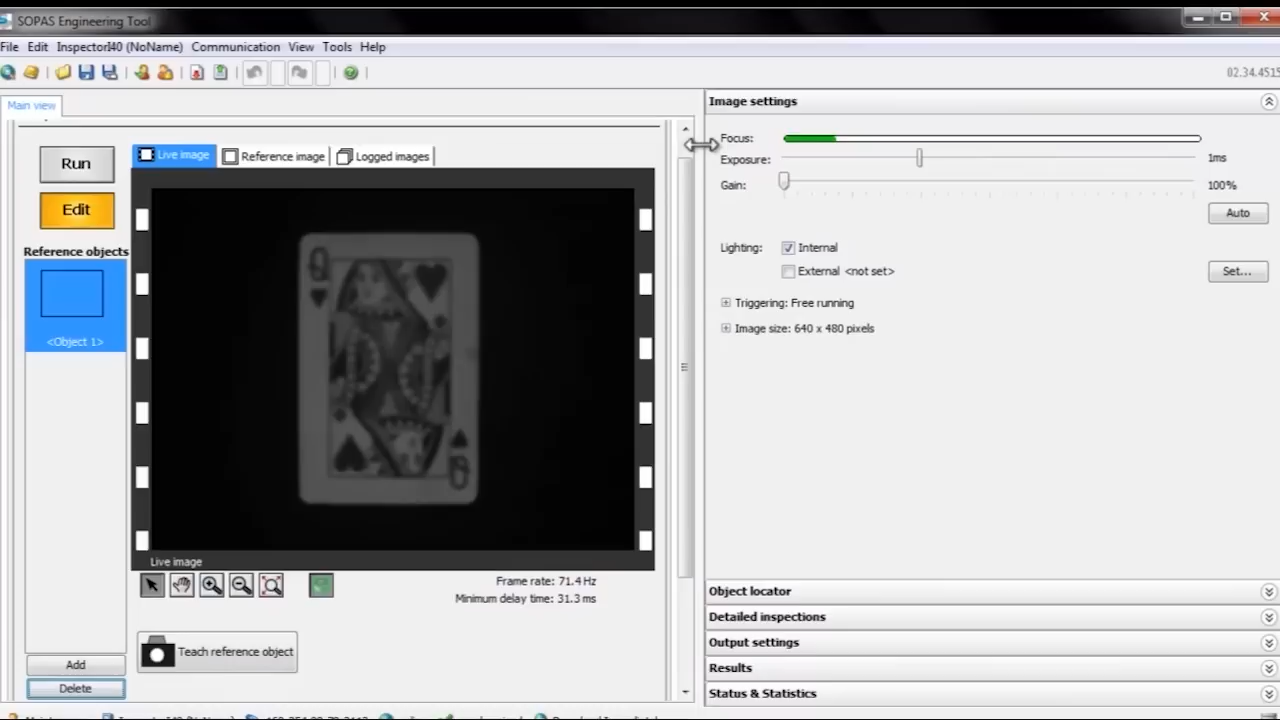 SOPAS Engineering Tool
File Edit InspectorI40 (NoName) Communication View Tools Help
02.34.4515
Main view
Image settings
Run
Edit
Reference objects
<Object 1>
Add
Delete
Live image Reference image Logged images
Q
Q
Live image
Frame rate: 71.4 Hz
Minimum delay time: 31.3 ms
Teach reference object
Focus:
Exposure: 1ms
Gain: 100%
Auto
Lighting: Internal
External <not set> Set...
Triggering: Free running
Image size: 640 x 480 pixels
Object locator
Detailed inspections
Output settings
Results
Status & Statistics